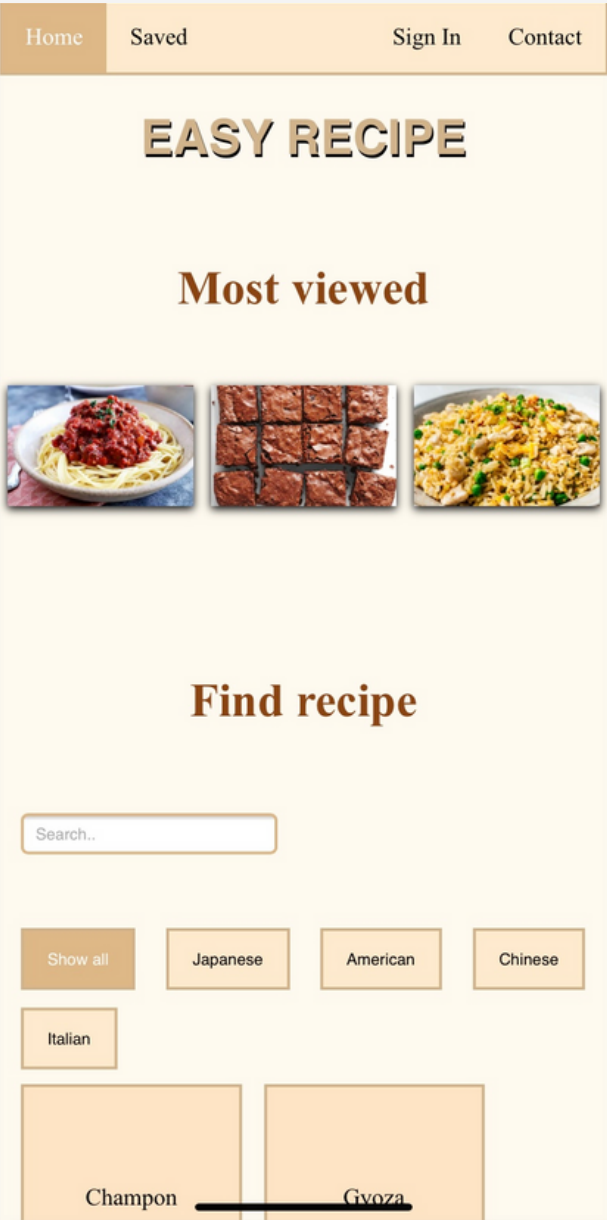 Home Saved Sign In Contact
EASY RECIPE
Most viewed
Find recipe
Search..
Show all Japanese American Chinese
Italian
Champon Gyoza